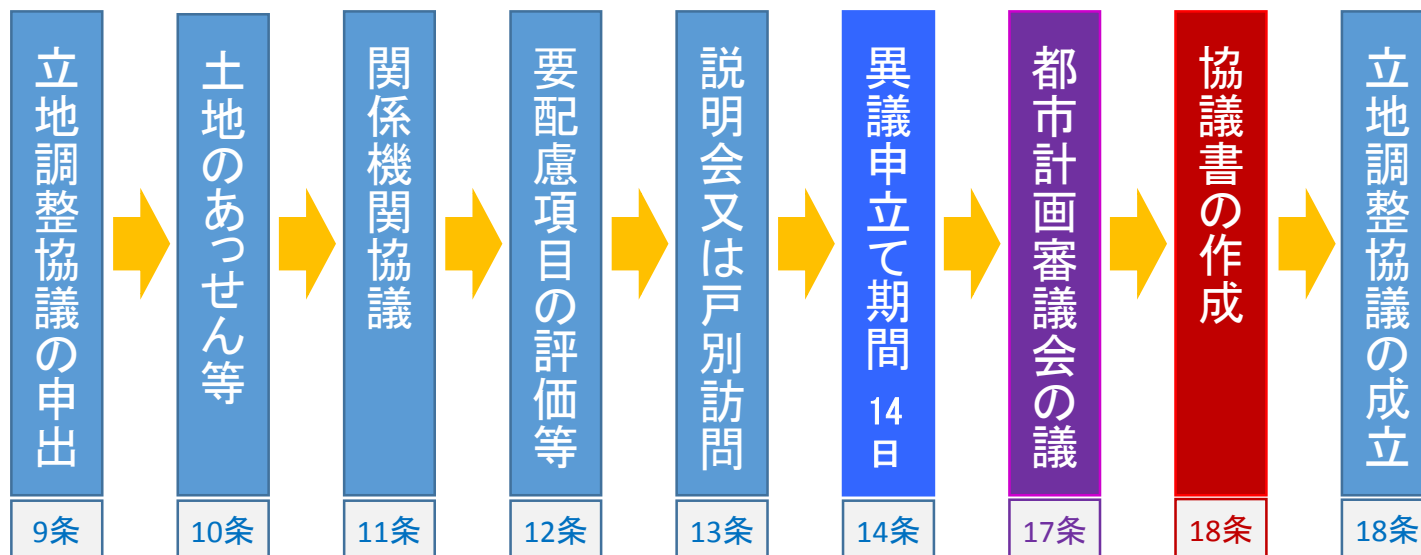 立地調整協議の申出
9条
土地のあっせん等
10条
関係機関協議
11条
要配慮項目の評価等
12条
説明会又は戸別訪問
13条
異議申立て期間 14日
14条
都市計画審議会の議
17条
協議書の作成
18条
立地調整協議の成立
18条